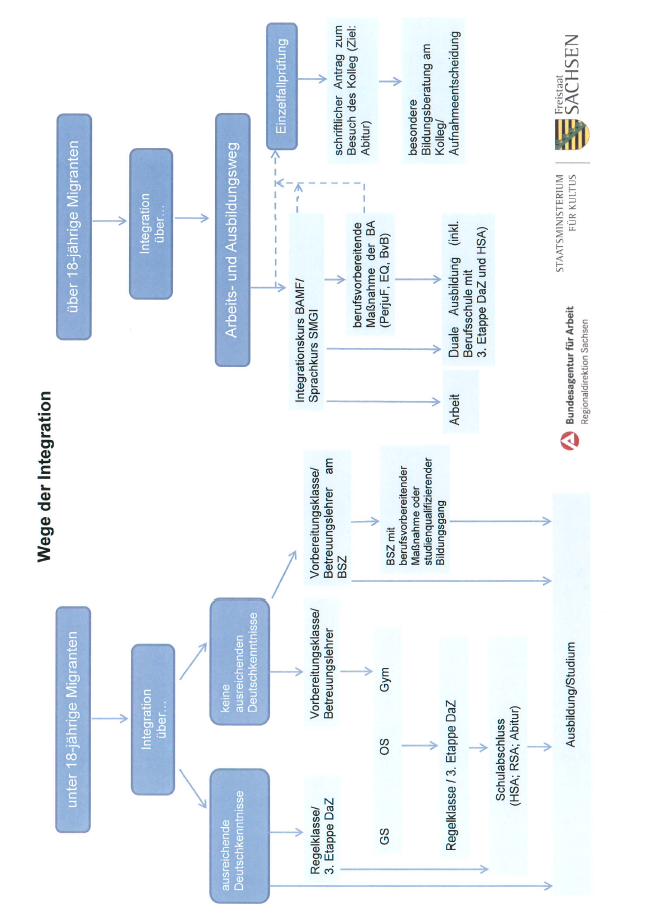 Wege der Integration
unter 18-jährige Migranten
Integration
über…
ausreichende
Deutschkenntnisse
keine
ausreichenden
Deutschkenntnisse
Regelklasse/
3. Etappe DaZ
Vorbereitungsklasse/
Betreuungslehrer
Vorbereitungsklasse/
Betreuungslehrer am
BSZ
GS
OS
Gym
BSZ mit
berufsvorbereitender
Maßnahme oder
studienqualifizierender
Bildungsgang
Regelklasse / 3. Etappe DaZ
Schulabschluss
(HSA; RSA; Abitur)
Ausbildung/Studium
über 18-jährige Migranten
Integration
über…
Arbeits- und Ausbildungsweg
Einzelfallprüfung
Integrationskurs BAMF/
Sprachkurs SMGI
schriftlicher Antrag zum
Besuch des Kolleg (Ziel:
Abitur)
berufsvorbereitende
Maßnahme der BA
(PerjuF, EQ, BvB)
besondere
Bildungsberatung am
Kolleg/
Aufnahmeentscheidung
Arbeit
Duale Ausbildung (inkl.
Berufsschule mit
3. Etappe DaZ und HSA)
Bundesagentur für Arbeit
Regionaldirektion Sachsen
STAATSMINISTERIUM
FÜR KULTUS
Freistaat
SACHSEN